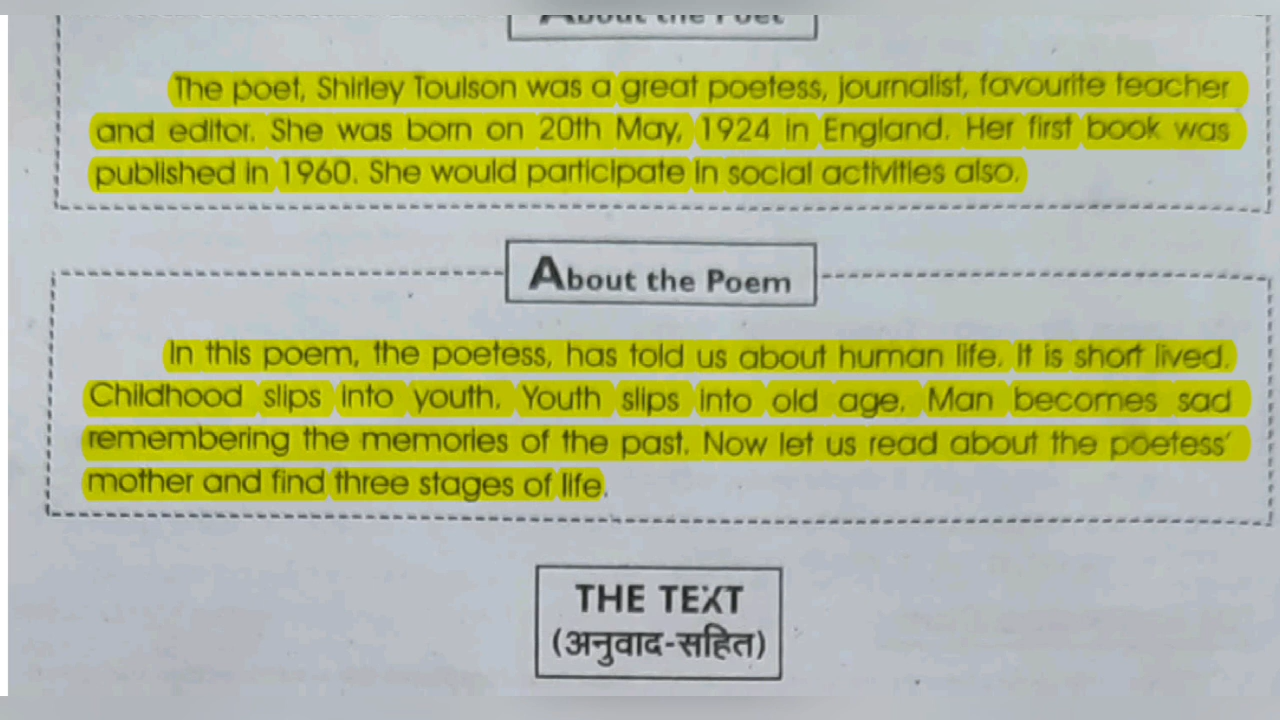 About the Poet
The poet, Shirley Toulson was a great poetess, journalist, favourite teacher
and editor. She was born on 20th May, 1924 in England. Her first book was
published in 1960. She would participate in social activities also.
About the Poem
In this poem, the poetess, has told us about human life. It is short lived.
Childhood slips into youth. Youth slips into old age. Man becomes sad
remembering the memories of the past. Now let us read about the poetess'
mother and find three stages of life.
THE TEXT
(अनुवाद-सहित)